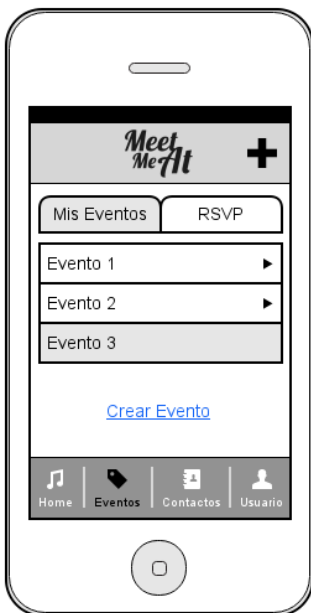 Meet
Me At
Mis Eventos RSVP
Evento 1
Evento 2
Evento 3
Crear Evento
Home Eventos Contactos Usuario